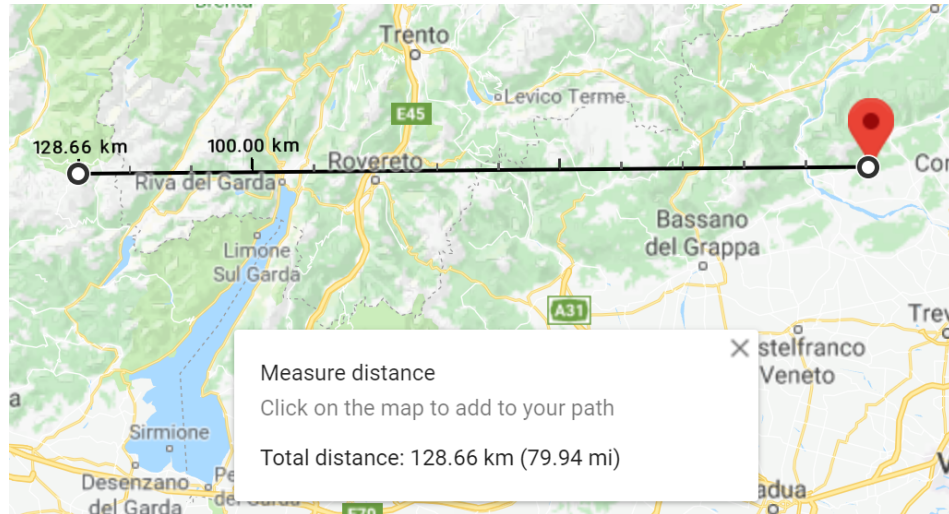 Brenta
Trento
Levico Terme
E45
128.66 km
100.00 km
Rovereto
Riva del Garda
Limone
Sul Garda
Bassano
del Grappa
A31
Measure distance
Click on the map to add to your path
Total distance: 128.66 km (79.94 mi)
stelfranco
Veneto
Trev
Cor
a
Sirmione
Desenzano
del Garda
Pe
del Garda
E70
adua
V